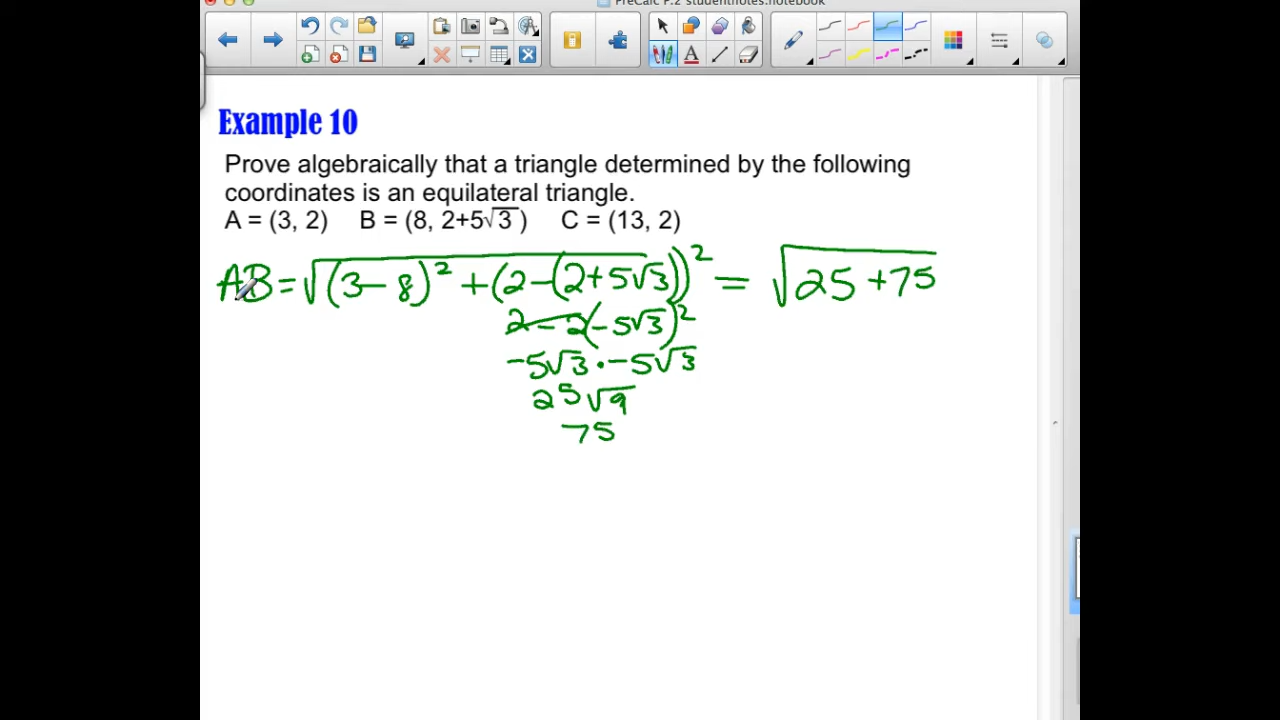 PreCalc P.2 studentnotes.notebook
Example 10
Prove algebraically that a triangle determined by the following
coordinates is an equilateral triangle.
A = (3, 2) B = (8, 2+5√3) C = (13, 2)
AB = √(3-8)² + (2-(2+5√3))² = √25+75
2-2(-5√3)²
-5√3 · -5√3
25√9
75